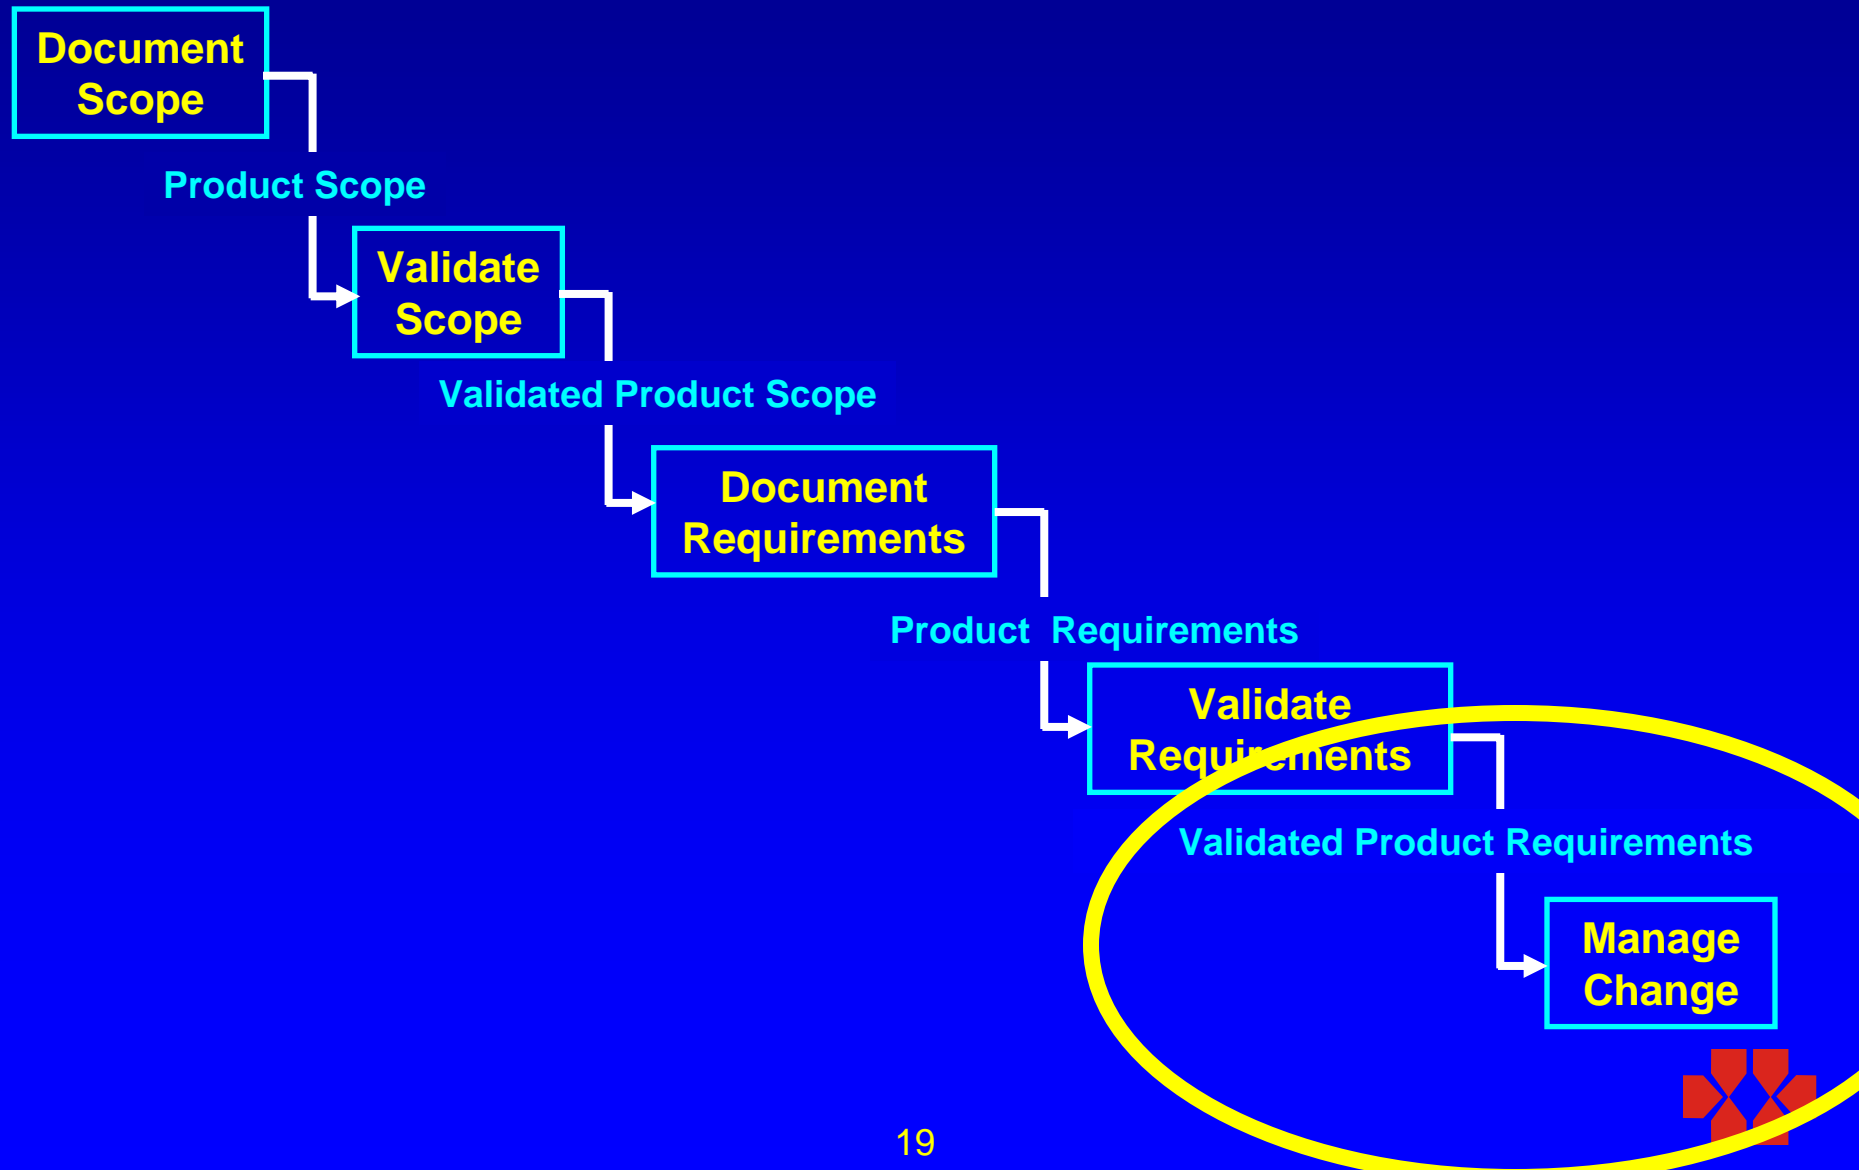 Document
Scope
Product Scope
Validate
Scope
Validated Product Scope
Document
Requirements
Product  Requirements
Validate
Requirements
Validated Product Requirements
Manage
Change
19